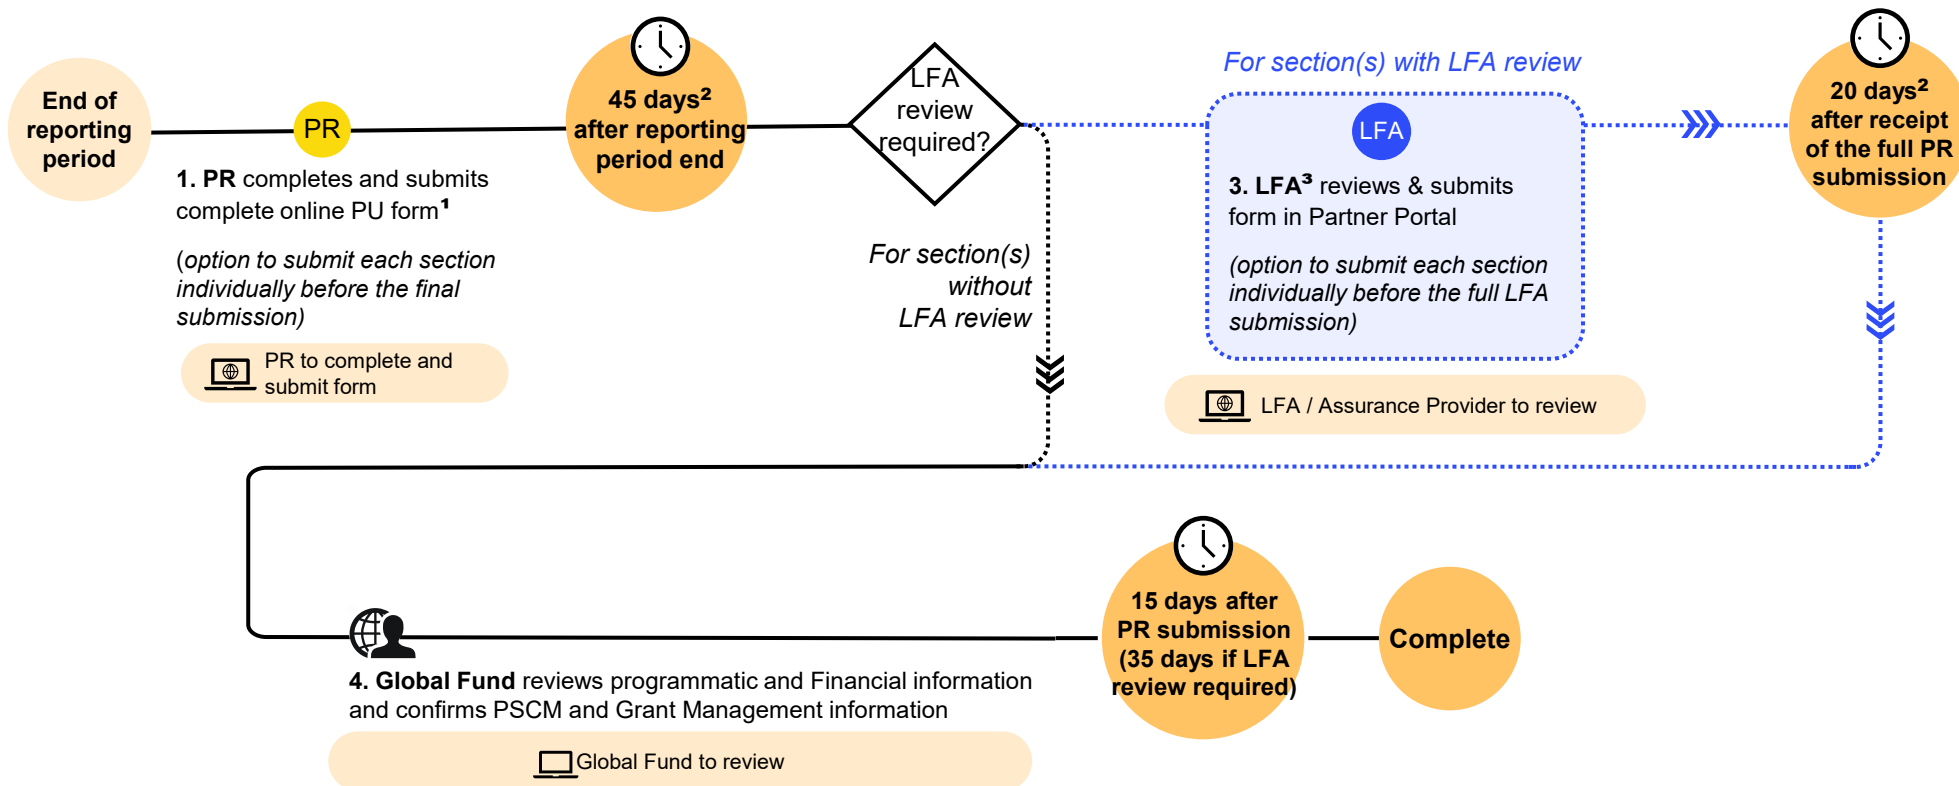 End of
reporting
period
PR
1. PR completes and submits
complete online PU form¹
(option to submit each section
individually before the final
submission)
PR to complete and
submit form
45 days²
after reporting
period end
LFA
review
required?
For section(s)
without
LFA review
For section(s) with LFA review
LFA
3. LFA³ reviews & submits
form in Partner Portal
(option to submit each section
individually before the full LFA
submission)
LFA / Assurance Provider to review
20 days²
after receipt
of the full PR
submission
4. Global Fund reviews programmatic and Financial information
and confirms PSCM and Grant Management information
Global Fund to review
15 days after
PR submission
(35 days if LFA
review required)
Complete